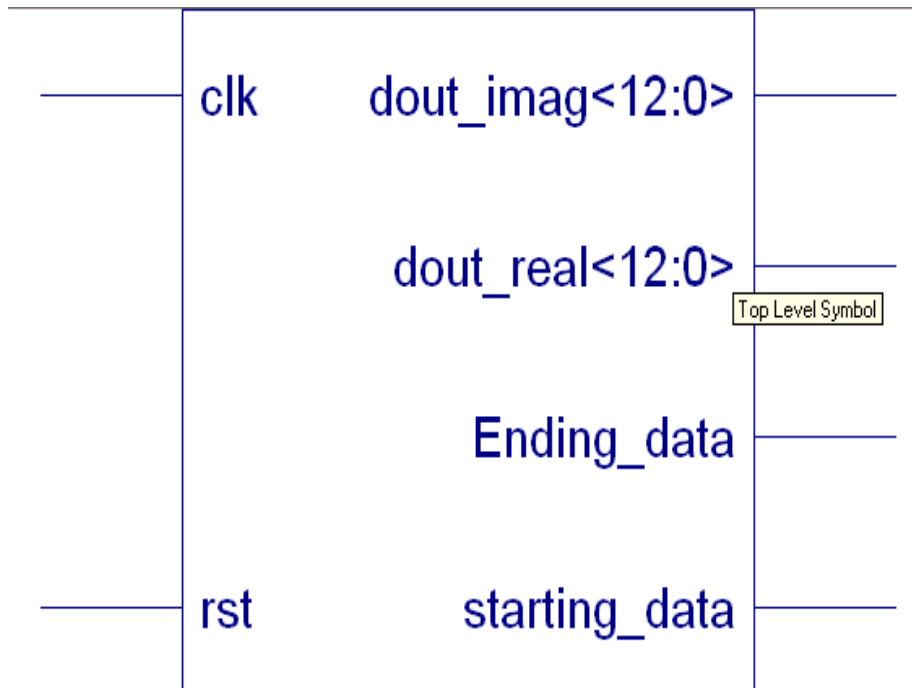 clk dout_imag<12:0>
dout_real<12:0>
Top Level Symbol
Ending_data
rst starting_data